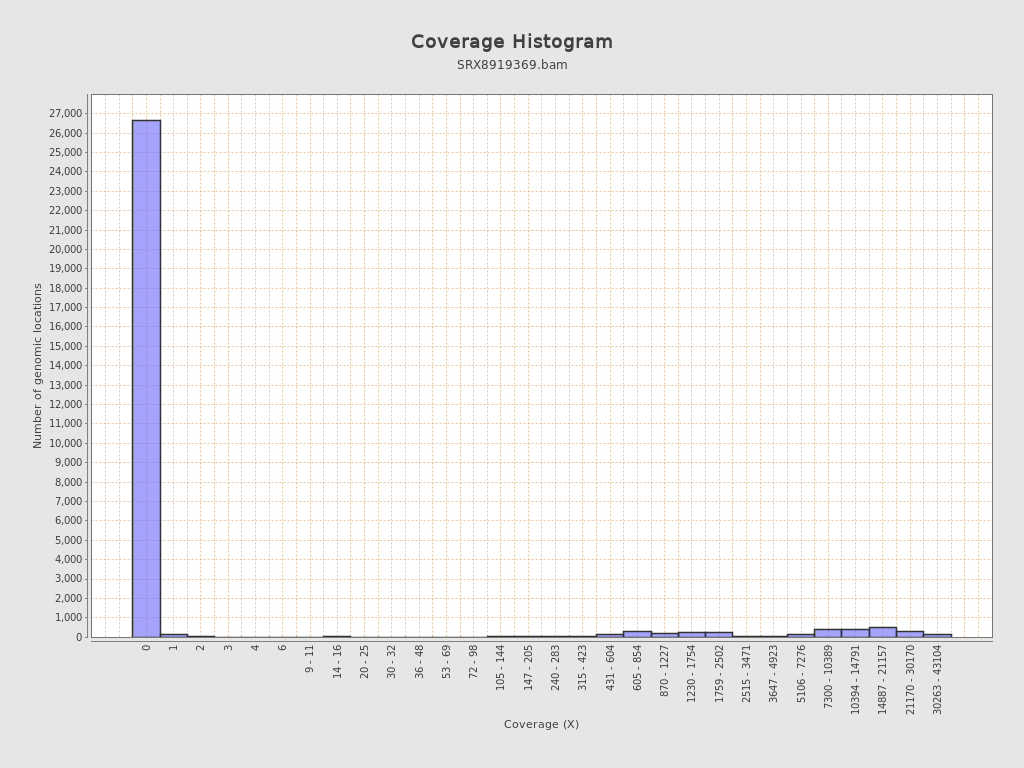 Coverage Histogram
SRX8919369.bam
Number of genomic locations
27,000
26,000
25,000
24,000
23,000
22,000
21,000
20,000
19,000
18,000
17,000
16,000
15,000
14,000
13,000
12,000
11,000
10,000
9,000
8,000
7,000
6,000
5,000
4,000
3,000
2,000
1,000
0
0
1
2
3
4
6
9 - 11
14 - 16
20 - 25
30 - 32
36 - 48
53 - 69
72 - 98
105 - 144
147 - 205
240 - 283
315 - 423
431 - 604
605 - 854
870 - 1227
1230 - 1754
1759 - 2502
2515 - 3471
3647 - 4923
5106 - 7276
7300 - 10389
10394 - 14791
14887 - 21157
21170 - 30170
30263 - 43104
Coverage (X)